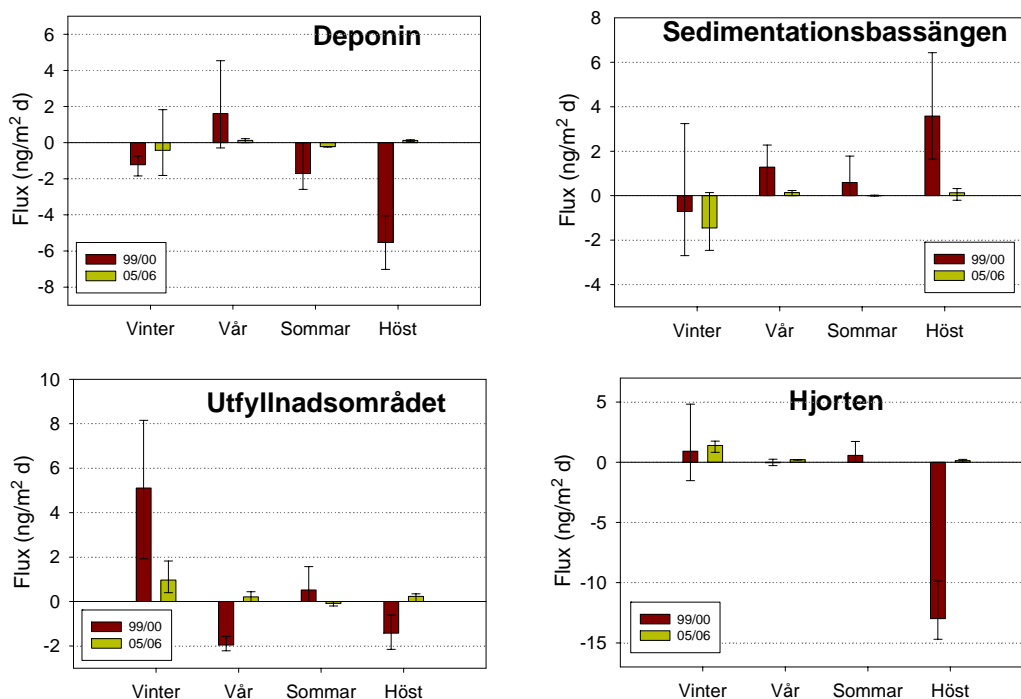 Deponin
Flux (ng/m² d)
6
4
2
0
-2
-4
-6
-8
99/00
05/06
Vinter Vår Sommar Höst
Sedimentationsbassängen
Flux (ng/m² d)
8
6
4
2
0
-2
-4
99/00
05/06
Vinter Vår Sommar Höst
Utfyllnadsområdet
Flux (ng/m² d)
10
8
6
4
2
0
-2
99/00
05/06
Vinter Vår Sommar Höst
Hjorten
Flux (ng/m² d)
5
0
-5
-10
-15
99/00
05/06
Vinter Vår Sommar Höst